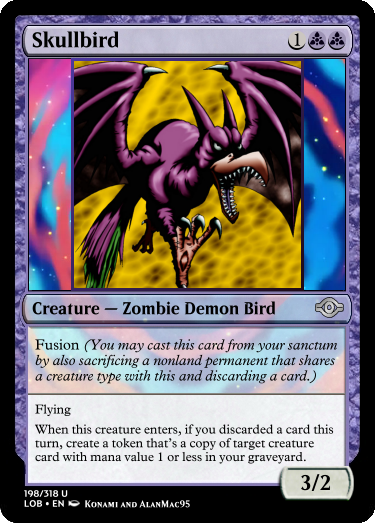 Skullbird 1
Creature — Zombie Demon Bird
Fusion (You may cast this card from your sanctum
by also sacrificing a nonland permanent that shares
a creature type with this and discarding a card.)
Flying
When this creature enters, if you discarded a card this
turn, create a token that's a copy of target creature
card with mana value 1 or less in your graveyard.
3/2
198/318 U
LOB • EN Konami and AlanMac95